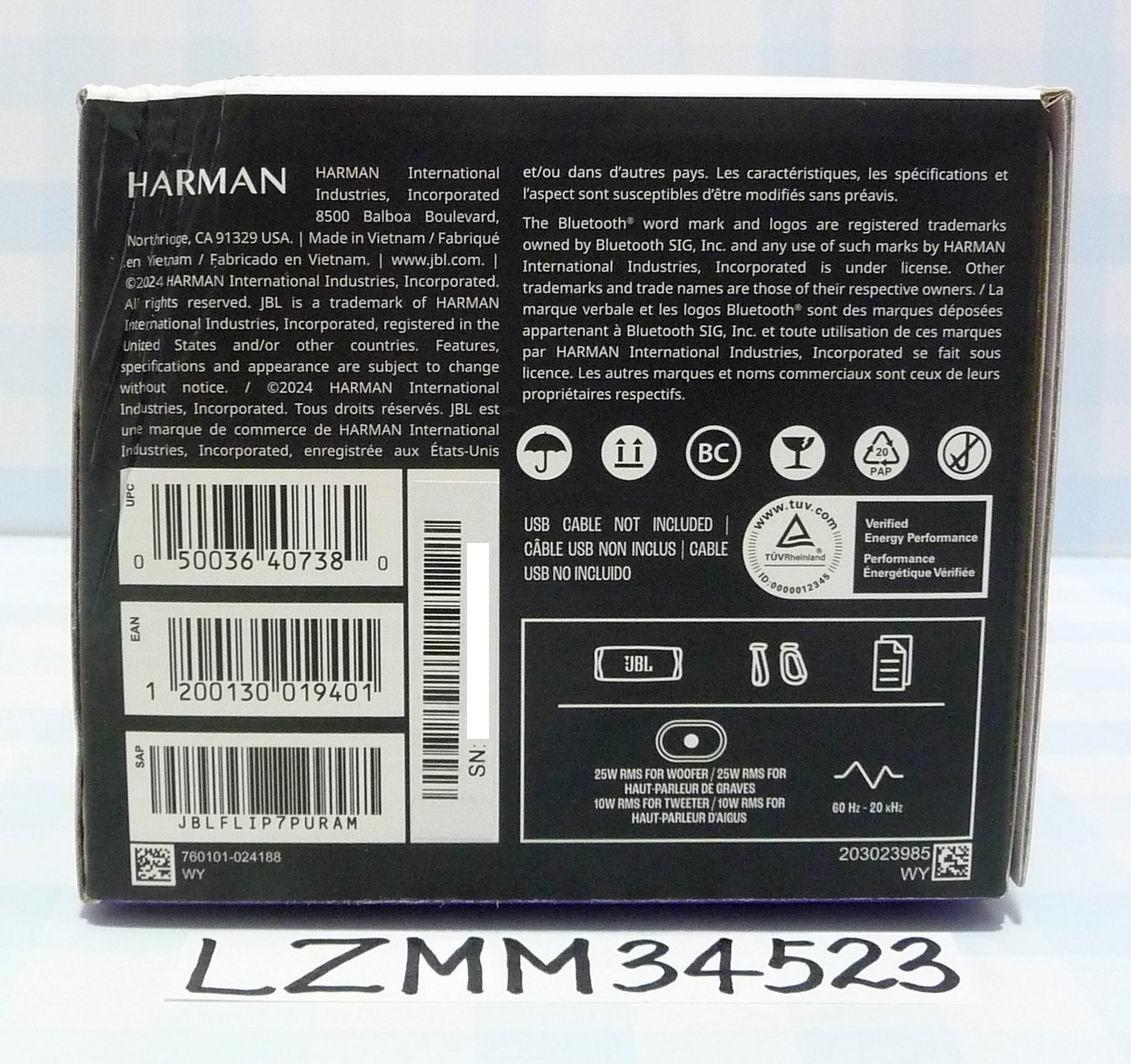 HARMAN
HARMAN International
Industries, Incorporated
8500 Balboa Boulevard,
Northridge, CA 91329 USA. | Made in Vietnam / Fabriqué
en Vietnam / Fabricado en Vietnam. | www.jbl.com. |
©2024 HARMAN International Industries, Incorporated.
All rights reserved. JBL is a trademark of HARMAN
International Industries, Incorporated, registered in the
United States and/or other countries. Features,
specifications and appearance are subject to change
without notice. / ©2024 HARMAN International
Industries, Incorporated. Tous droits réservés. JBL est
une marque de commerce de HARMAN International
Industries, Incorporated, enregistrée aux États-Unis
et/ou dans d'autres pays. Les caractéristiques, les spécifications et
l'aspect sont susceptibles d'être modifiés sans préavis.
The Bluetooth® word mark and logos are registered trademarks
owned by Bluetooth SIG, Inc. and any use of such marks by HARMAN
International Industries, Incorporated is under license. Other
trademarks and trade names are those of their respective owners. / La
marque verbale et les logos Bluetooth® sont des marques déposées
appartenant à Bluetooth SIG, Inc. et toute utilisation de ces marques
par HARMAN International Industries, Incorporated se fait sous
licence. Les autres marques et noms commerciaux sont ceux de leurs
propriétaires respectifs.
BC
20
PAP
UPC
0 50036 40738 0
EAN
1 200130 019401
SAP
JBLFLIP7PURAM
SN:
USB CABLE NOT INCLUDED |
CÂBLE USB NON INCLUS | CABLE
USB NO INCLUIDO
www.tuv.com
TÜVRheinland®
ID:0000012345
Verified
Energy Performance
Performance
Énergétique Vérifiée
JBL
25W RMS FOR WOOFER / 25W RMS FOR
HAUT-PARLEUR DE GRAVES
10W RMS FOR TWEETER / 10W RMS FOR
HAUT-PARLEUR D'AIGUS
60 Hz - 20 kHz
760101-024188
WY
203023985
WY
LZMM34523